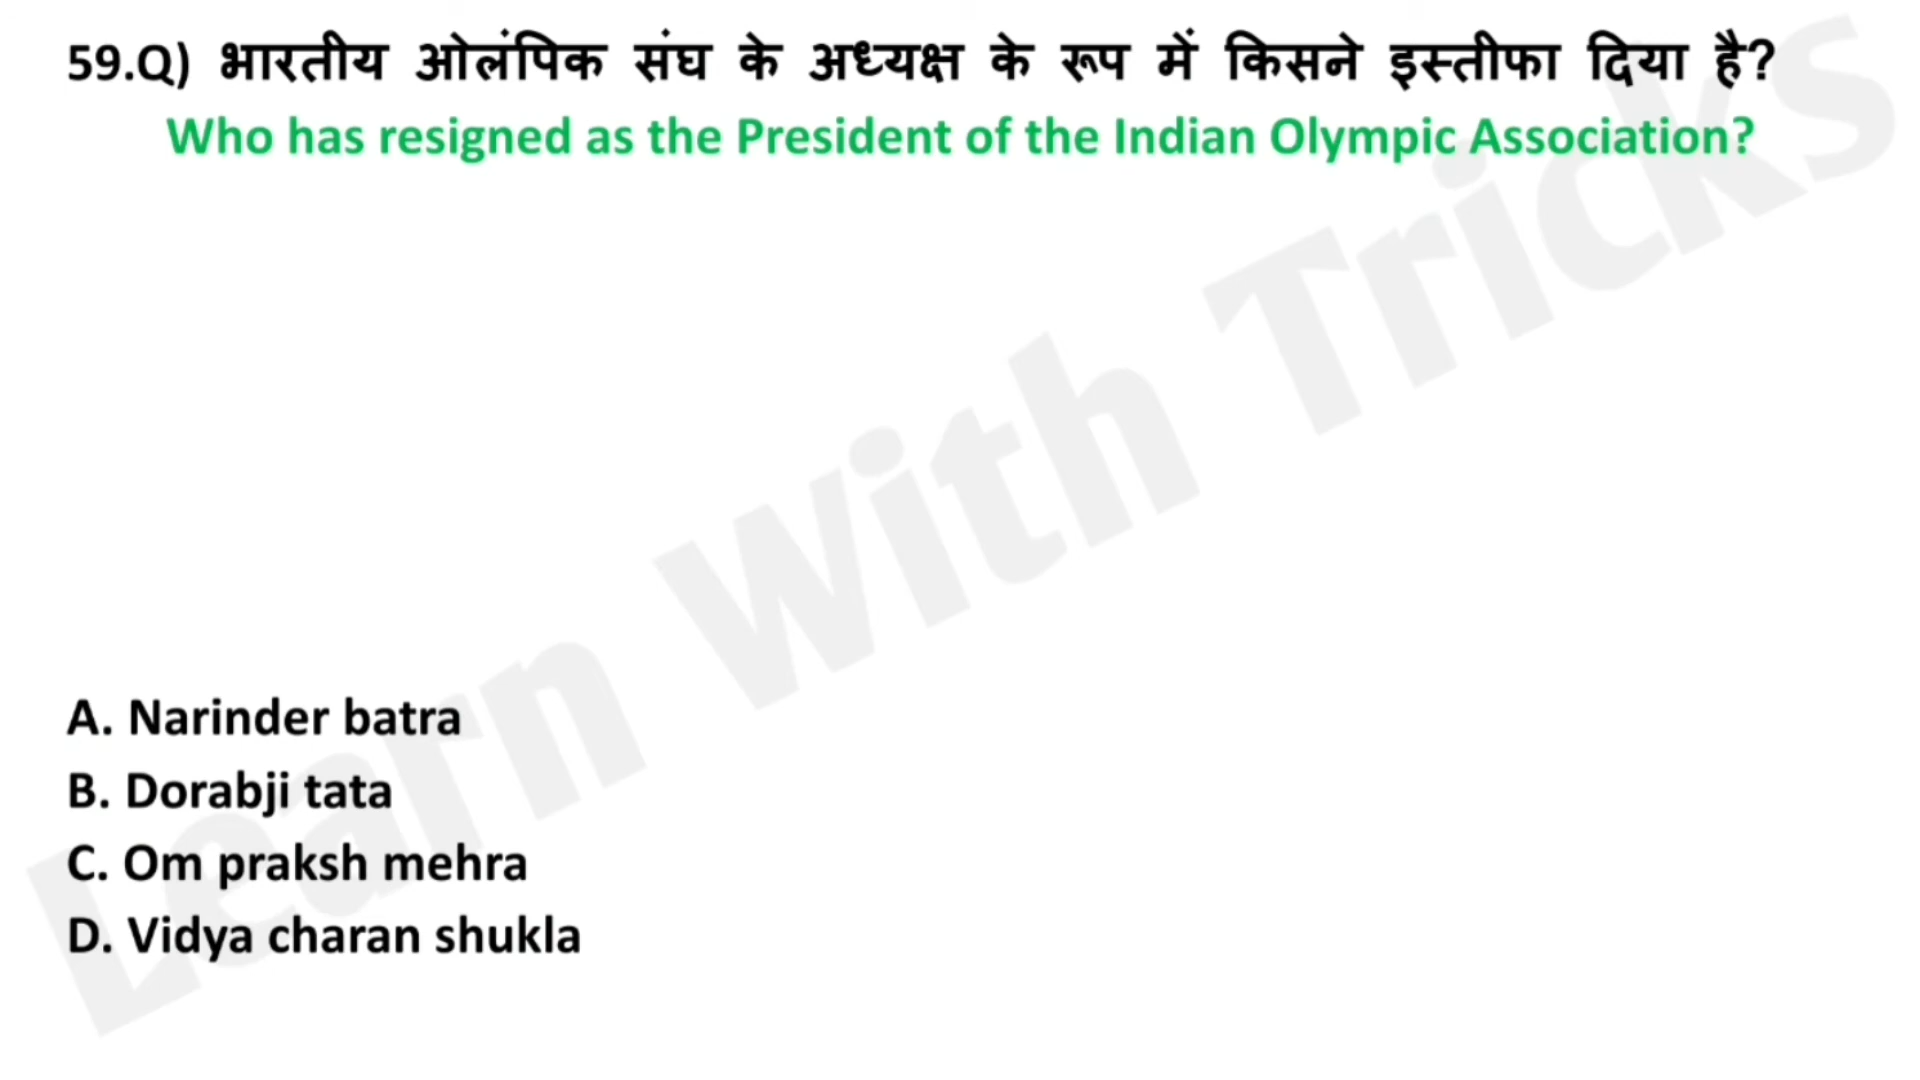 59.Q) भारतीय ओलंपिक संघ के अध्यक्ष के रूप में किसने इस्तीफा दिया है?
Who has resigned as the President of the Indian Olympic Association?
Learn With Tricks
A. Narinder batra
B. Dorabji tata
C. Om praksh mehra
D. Vidya charan shukla